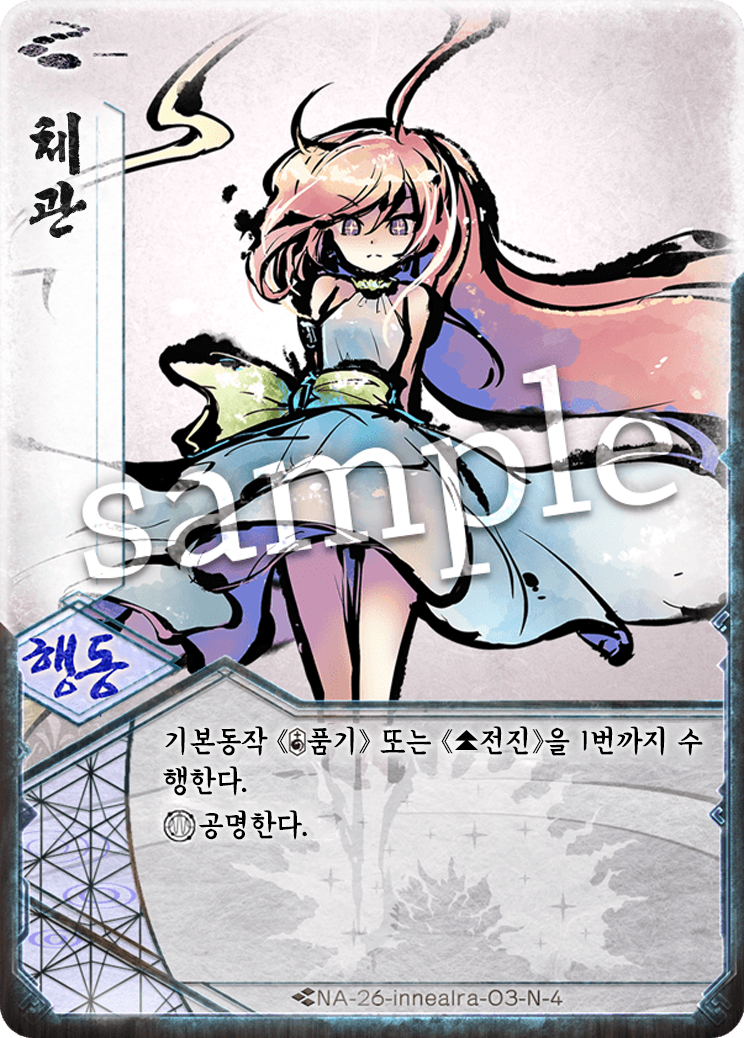 체관
행동
sample
기본동작 《품기》 또는 《전진》을 1번까지 수
행한다.
공명한다.
NA-26-innealra-O3-N-4